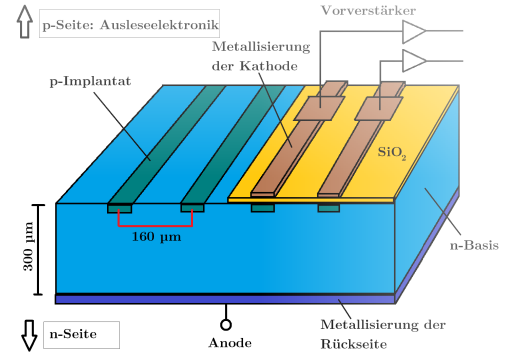 p-Seite: Ausleseelektronik
Vorverstärker
Metallisierung
der Kathode
p-Implantat
SiO2
160 µm
300 µm
n-Basis
n-Seite
Anode
Metallisierung der
Rückseite